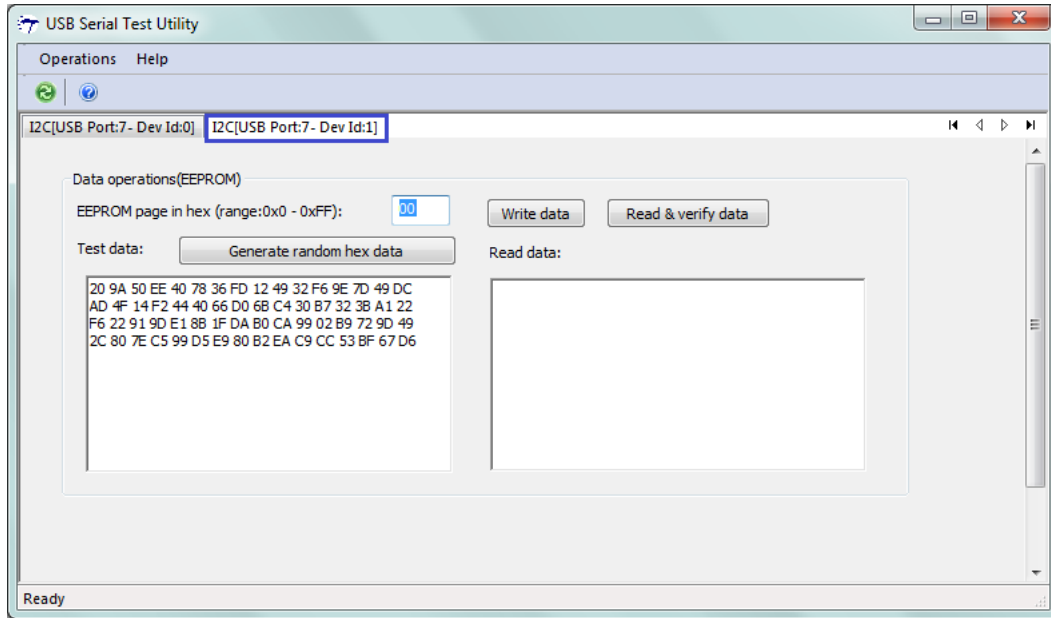 USB Serial Test Utility
Operations Help
I2C[USB Port:7- Dev Id:0] I2C[USB Port:7- Dev Id:1]
Data operations(EEPROM)
EEPROM page in hex (range:0x0 - 0xFF): 00 Write data Read & verify data
Test data: Generate random hex data Read data:
20 9A 50 EE 40 78 36 FD 12 49 32 F6 9E 7D 49 DC
AD 4F 14 F2 44 40 66 D0 6B C4 30 B7 32 3B A1 22
F6 22 91 9D E1 8B 1F DA B0 CA 99 02 B9 72 9D 49
2C 80 7E C5 99 D5 E9 80 B2 EA C9 CC 53 BF 67 D6
Ready